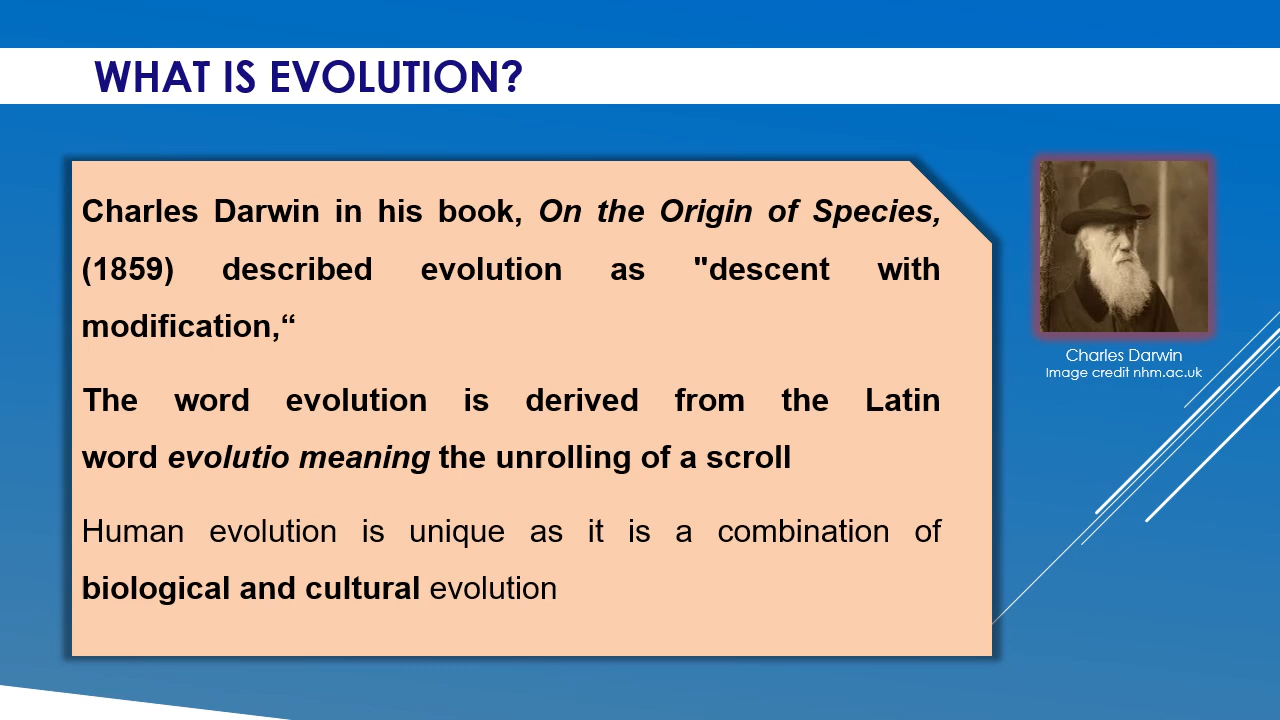 WHAT IS EVOLUTION?
Charles Darwin in his book, On the Origin of Species,
(1859) described evolution as "descent with
modification,“
The word evolution is derived from the Latin
word evolutio meaning the unrolling of a scroll
Human evolution is unique as it is a combination of
biological and cultural evolution
Charles Darwin
Image credit nhm.ac.uk